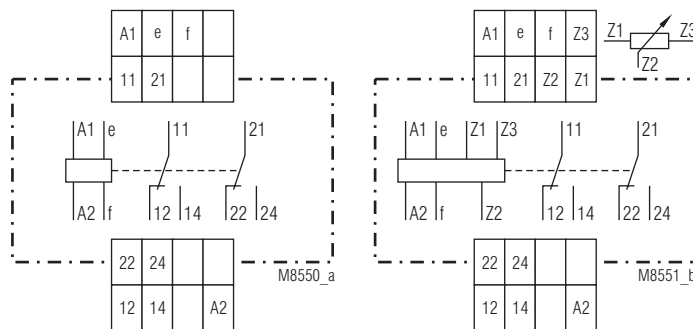 A1 e f
11 21
A1 e 11 21
A2 f 12 14 22 24
22 24
12 14 A2
M8550_a
A1 e f Z3
11 21 Z2 Z1
Z1 Z3
Z2
A1 e Z1 Z3 11 21
A2 f Z2 12 14 22 24
22 24
12 14 A2
M8551_b